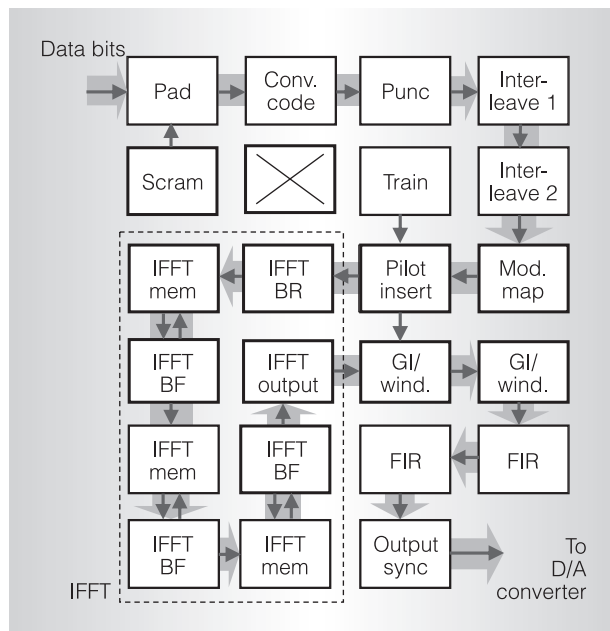 Data bits
Pad
Conv.
code
Punc
Inter-
leave 1
Scram
Train
Inter-
leave 2
IFFT
mem
IFFT
BR
Pilot
insert
Mod.
map
IFFT
BF
IFFT
output
GI/
wind.
GI/
wind.
IFFT
mem
IFFT
BF
FIR
FIR
IFFT
BF
IFFT
mem
Output
sync
To
D/A
converter
IFFT